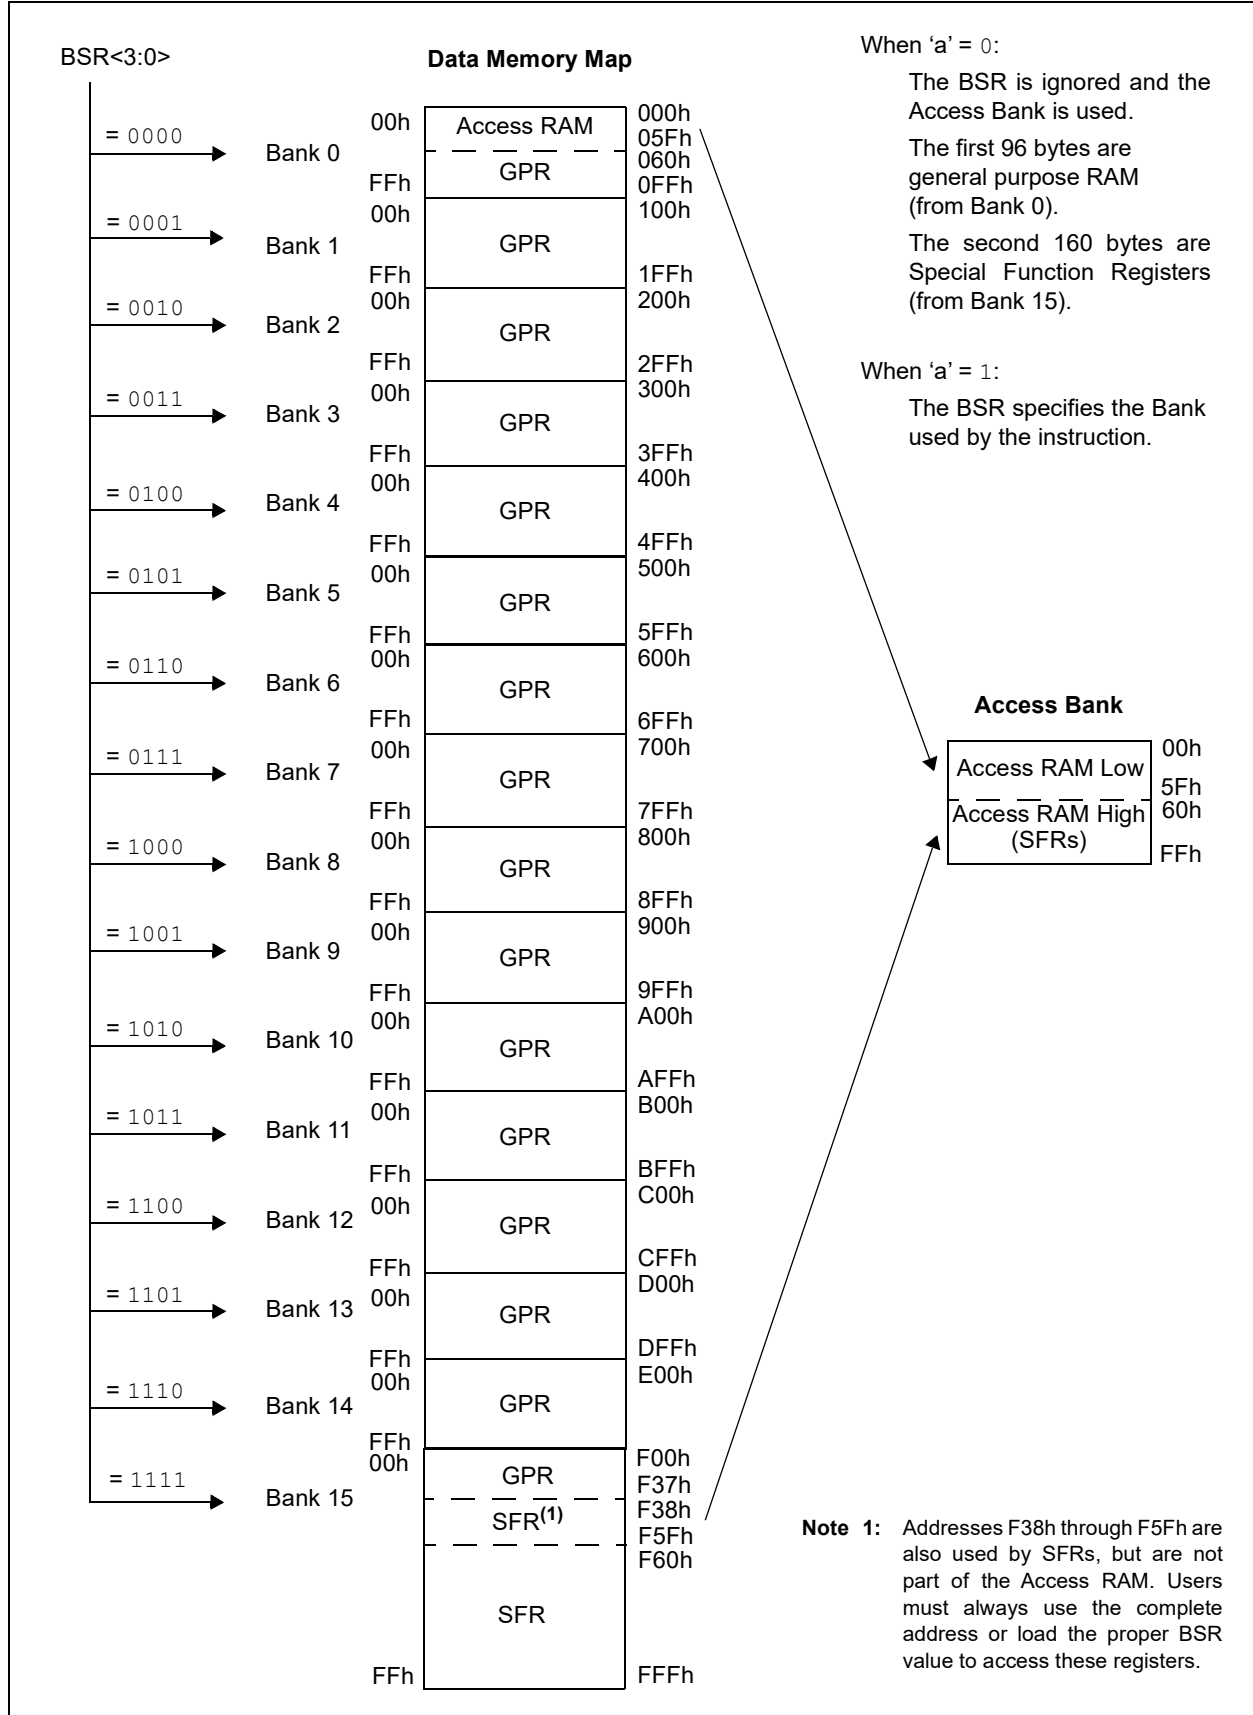 BSR<3:0>
Data Memory Map
When ‘a’ = 0:
The BSR is ignored and the
Access Bank is used.
The first 96 bytes are
general purpose RAM
(from Bank 0).
The second 160 bytes are
Special Function Registers
(from Bank 15).
When ‘a’ = 1:
The BSR specifies the Bank
used by the instruction.
= 0000
Bank 0
00h
FFh
Access RAM
GPR
000h
05Fh
060h
0FFh
= 0001
Bank 1
00h
FFh
GPR
100h
1FFh
= 0010
Bank 2
00h
FFh
GPR
200h
2FFh
= 0011
Bank 3
00h
FFh
GPR
300h
3FFh
= 0100
Bank 4
00h
FFh
GPR
400h
4FFh
= 0101
Bank 5
00h
FFh
GPR
500h
5FFh
= 0110
Bank 6
00h
FFh
GPR
600h
6FFh
= 0111
Bank 7
00h
FFh
GPR
700h
7FFh
= 1000
Bank 8
00h
FFh
GPR
800h
8FFh
= 1001
Bank 9
00h
FFh
GPR
900h
9FFh
= 1010
Bank 10
00h
FFh
GPR
A00h
AFFh
= 1011
Bank 11
00h
FFh
GPR
B00h
BFFh
= 1100
Bank 12
00h
FFh
GPR
C00h
CFFh
= 1101
Bank 13
00h
FFh
GPR
D00h
DFFh
= 1110
Bank 14
00h
FFh
GPR
E00h
= 1111
Bank 15
00h
FFh
GPR
SFR(1)
SFR
F00h
F37h
F38h
F5Fh
F60h
FFFh
Access Bank
Access RAM Low
Access RAM High
(SFRs)
00h
5Fh
60h
FFh
Note 1: Addresses F38h through F5Fh are
also used by SFRs, but are not
part of the Access RAM. Users
must always use the complete
address or load the proper BSR
value to access these registers.